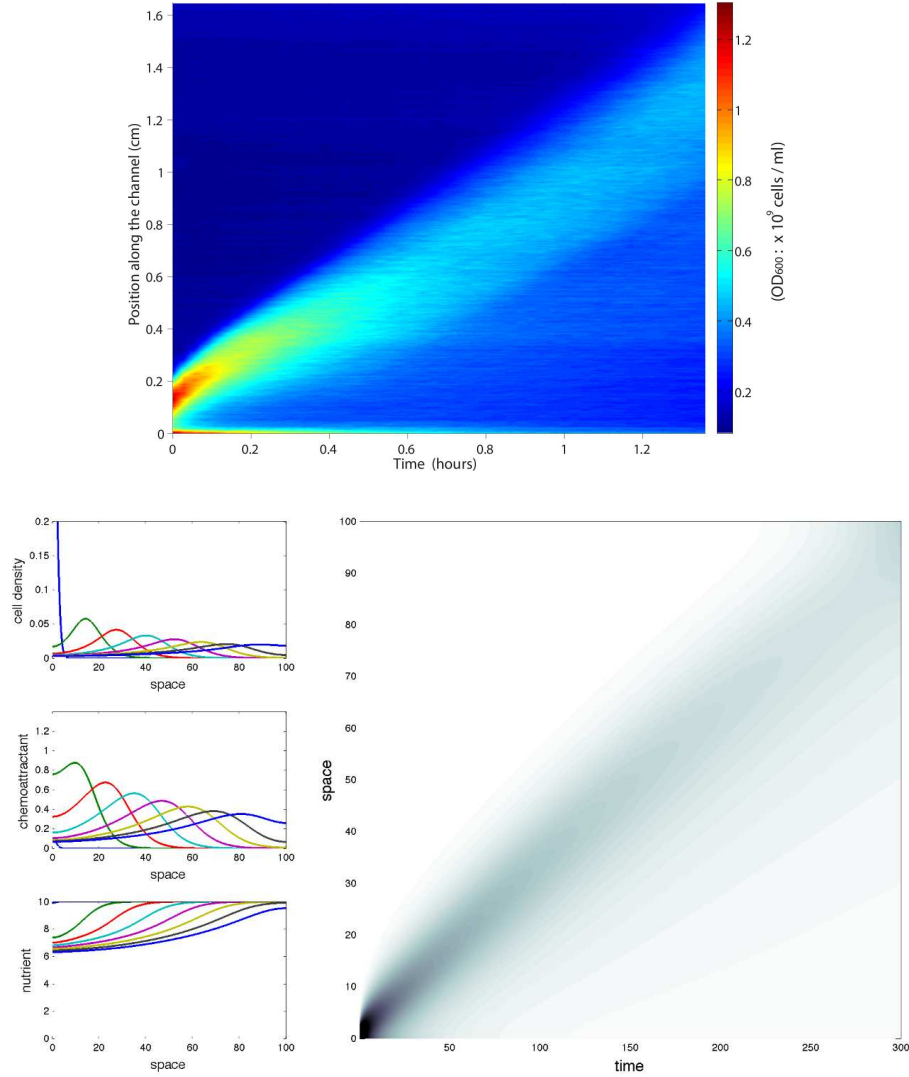 1.6
1.4
1.2
1
0.8
0.6
0.4
0.2
0
Position along the channel (cm)
0 0.2 0.4 0.6 0.8 1 1.2
Time (hours)
1.2
1
0.8
0.6
1.2
0.4
0.2
(OD600 : x 10^9 cells / ml)
0.2
0.15
0.1
0.05
0
cell density
0 20 40 60 80 100
space
1.2
1
0.8
0.6
0.4
0.2
0
chemoattractant
0 20 40 60 80 100
space
10
8
6
4
2
0
nutrient
0 20 40 60 80 100
space
100
90
80
70
60
50
40
30
20
10
0
space
50 100 150 200 250 300
time